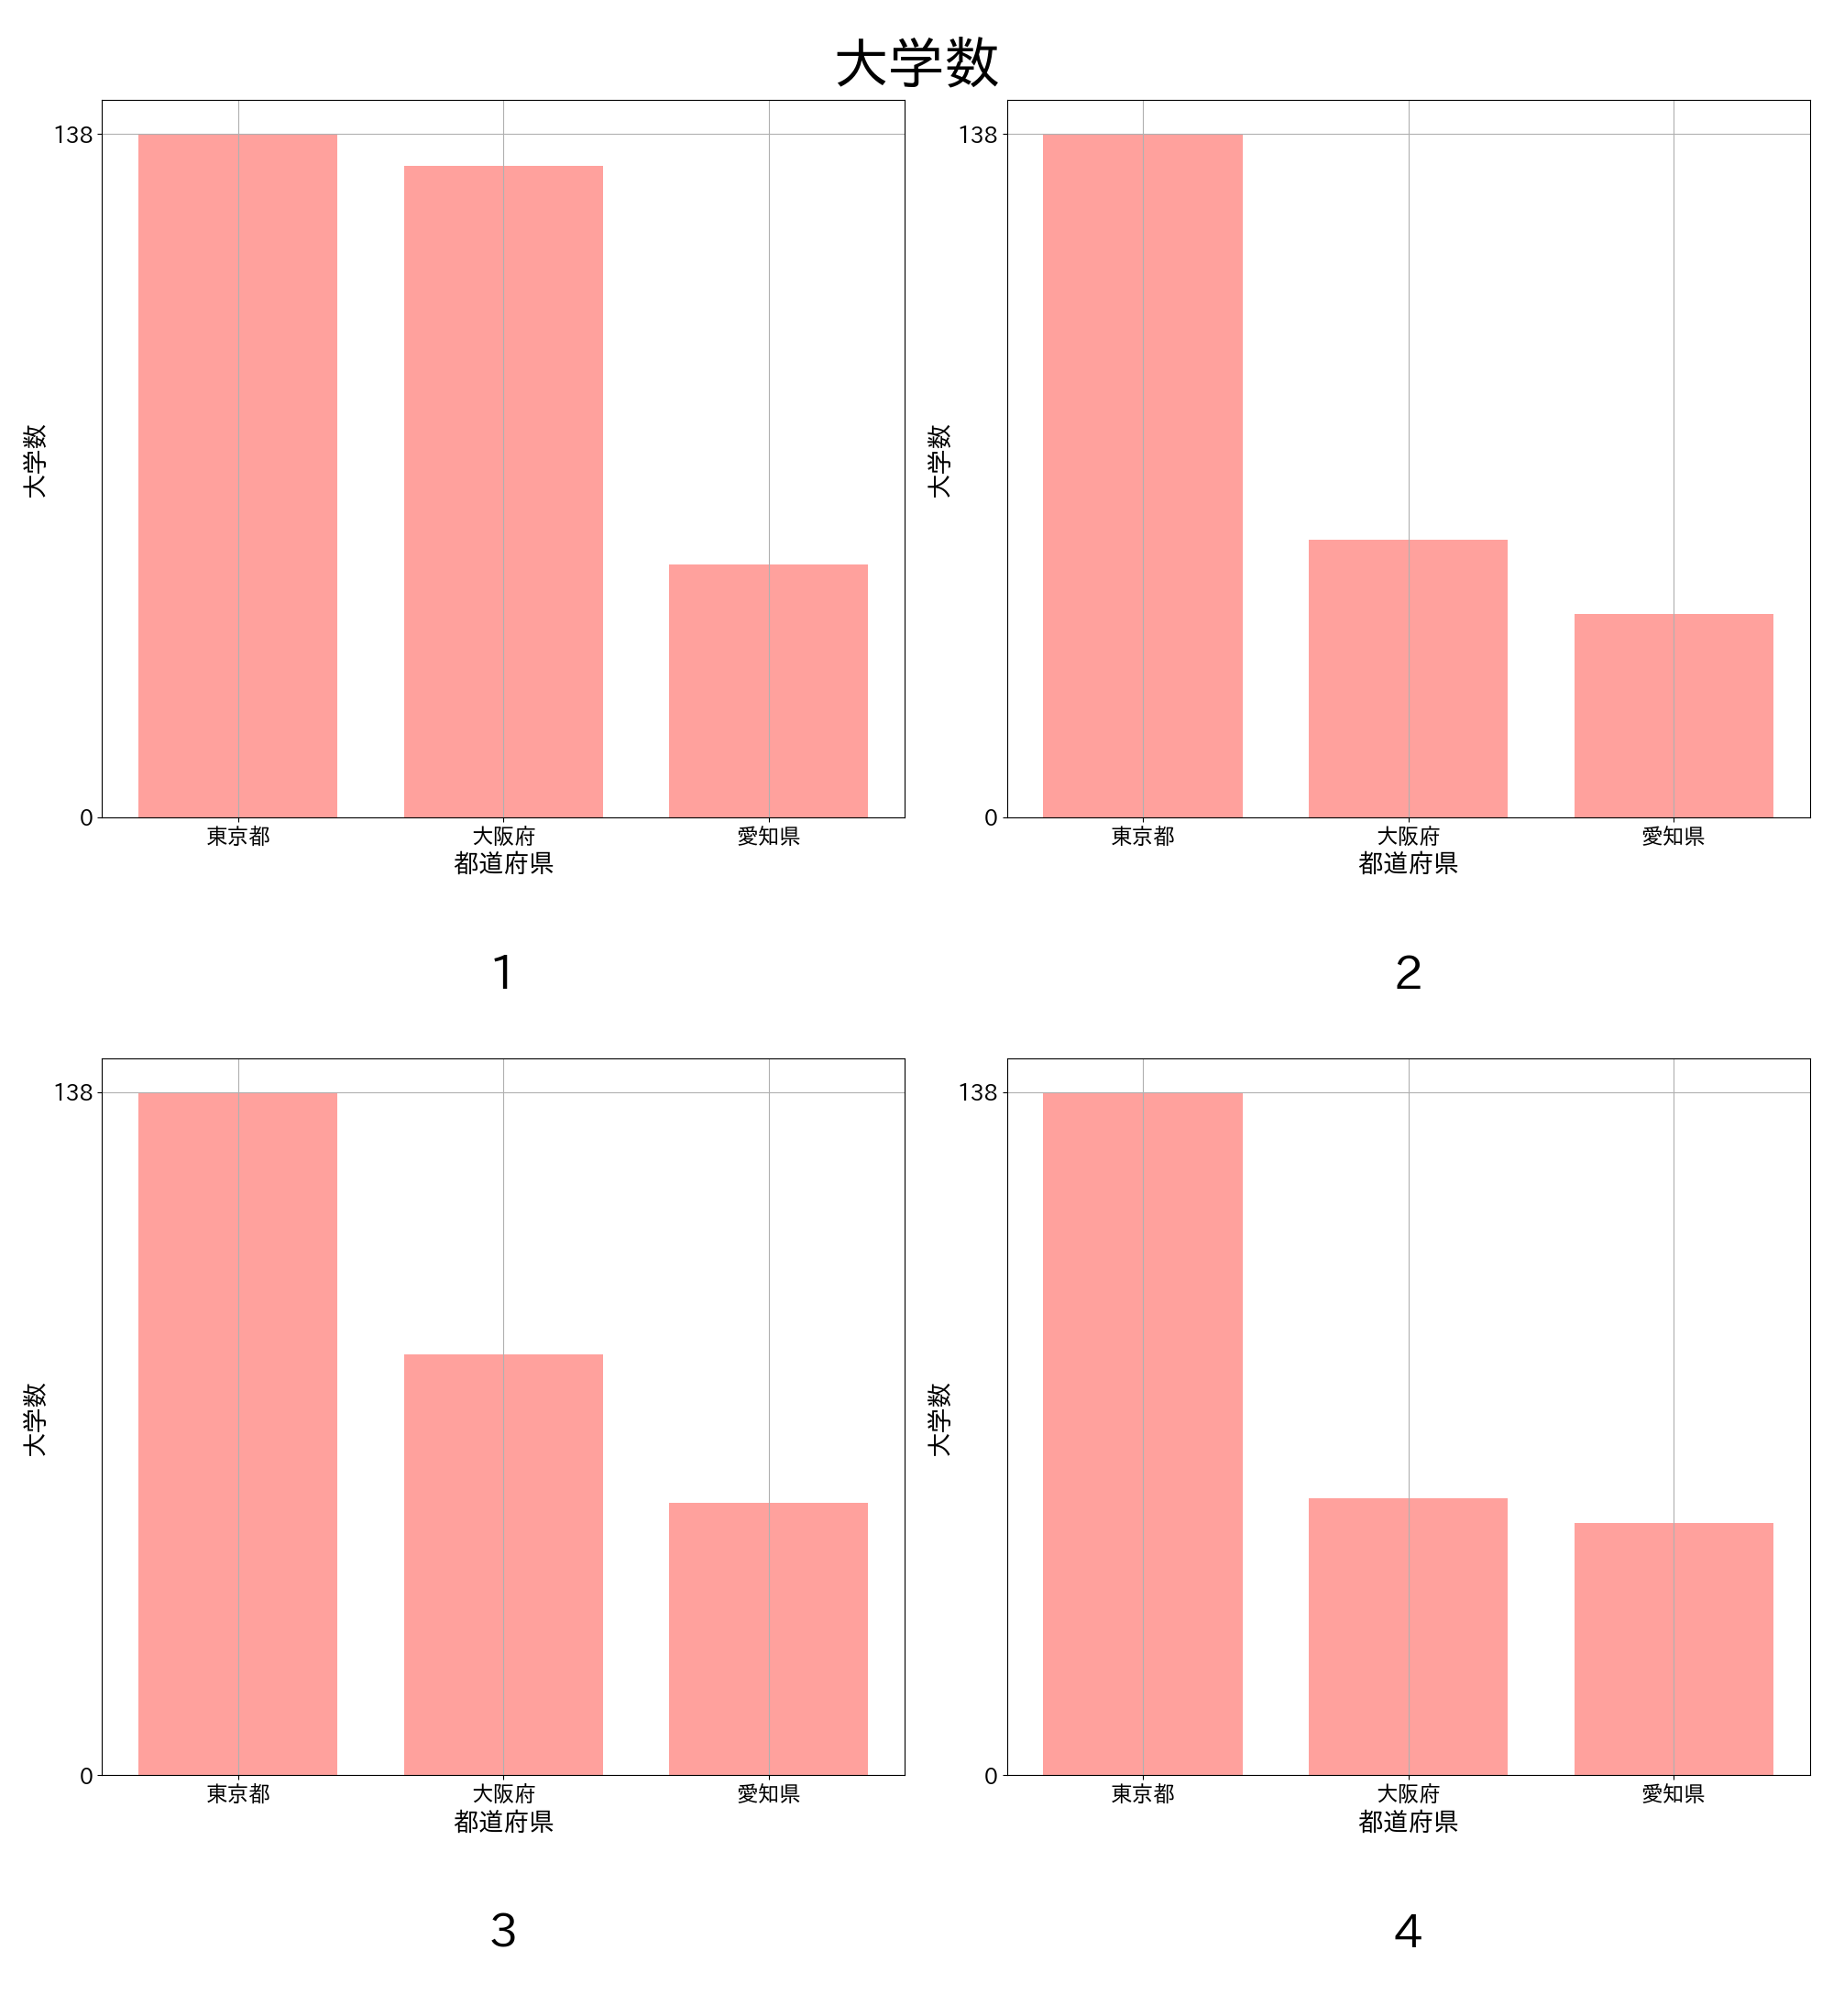 大学数
138
0
大学数
東京都 大阪府 愛知県
都道府県
1
138
0
大学数
東京都 大阪府 愛知県
都道府県
2
138
0
大学数
東京都 大阪府 愛知県
都道府県
3
138
0
大学数
東京都 大阪府 愛知県
都道府県
4